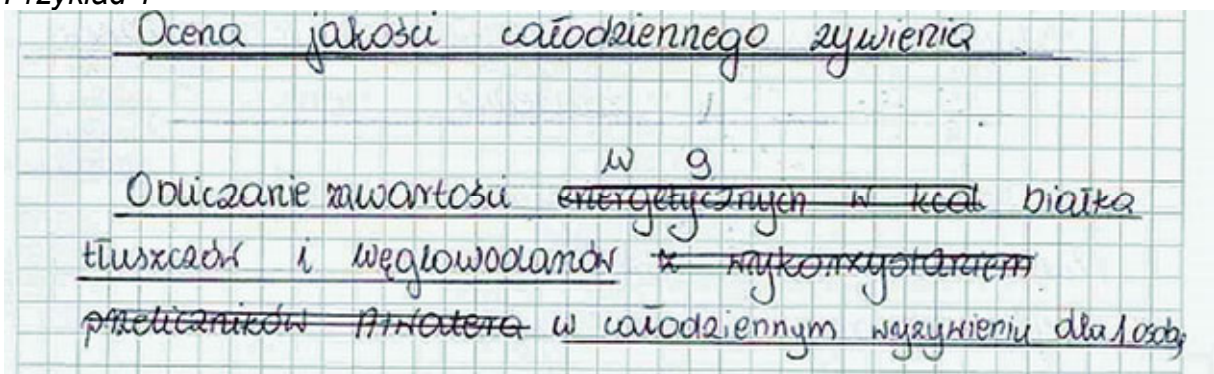 Przykład 1
Ocena jakości całodziennego żywienia
w g
Obliczanie zawartości energetycznych w kcal białka
tłuszczów i węglowodanów z wykorzystaniem
przeliczników Atwatera w całodziennym wyżywieniu dla 1 osoby